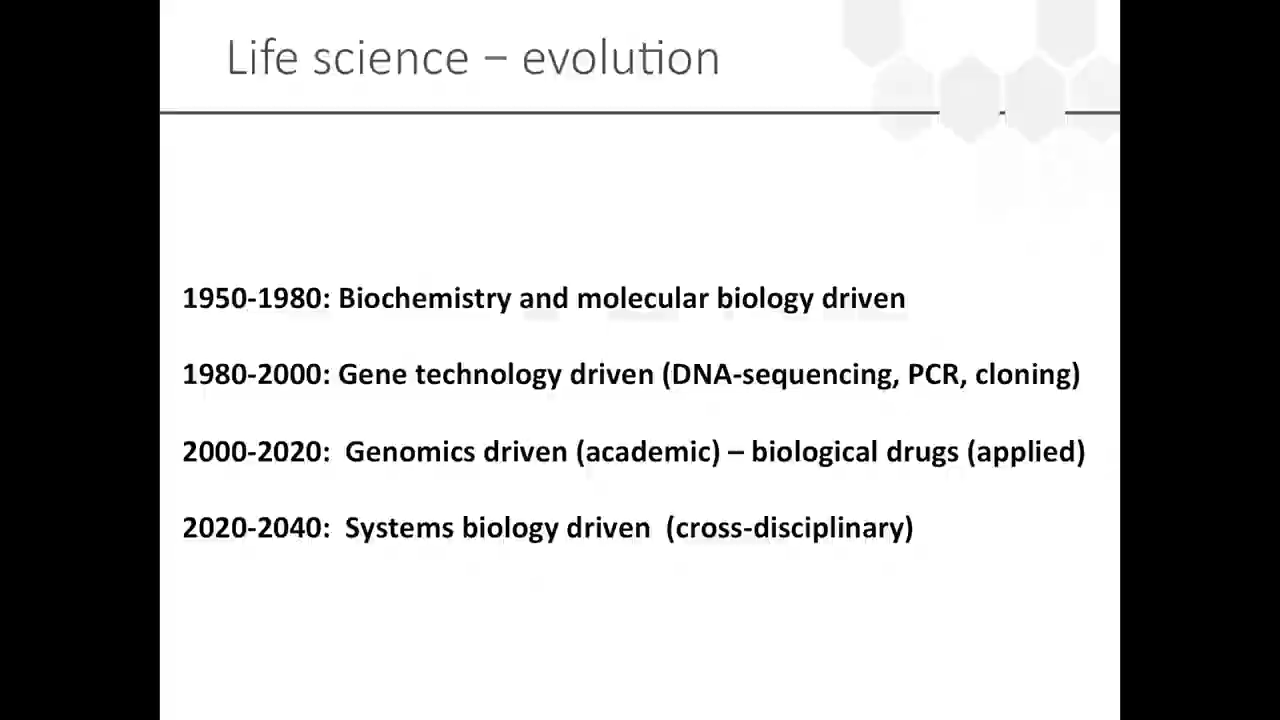 Life science – evolution
1950-1980: Biochemistry and molecular biology driven
1980-2000: Gene technology driven (DNA-sequencing, PCR, cloning)
2000-2020: Genomics driven (academic) – biological drugs (applied)
2020-2040: Systems biology driven (cross-disciplinary)